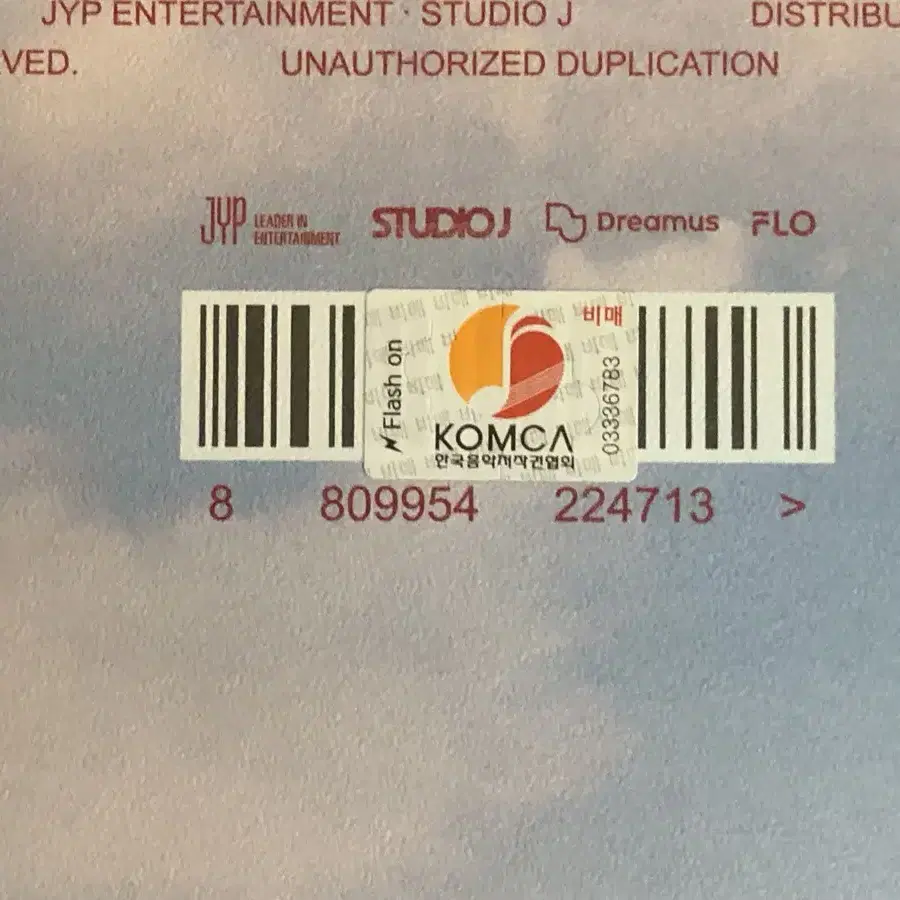 JYP ENTERTAINMENT · STUDIO J DISTRIBU
VED. UNAUTHORIZED DUPLICATION
JYP LEADER IN ENTERTAINMENT STUDIO J Dreamus FLO
비매
Flash on
03336783
KOMCA
한국음악저작권협회
8 809954 224713 >